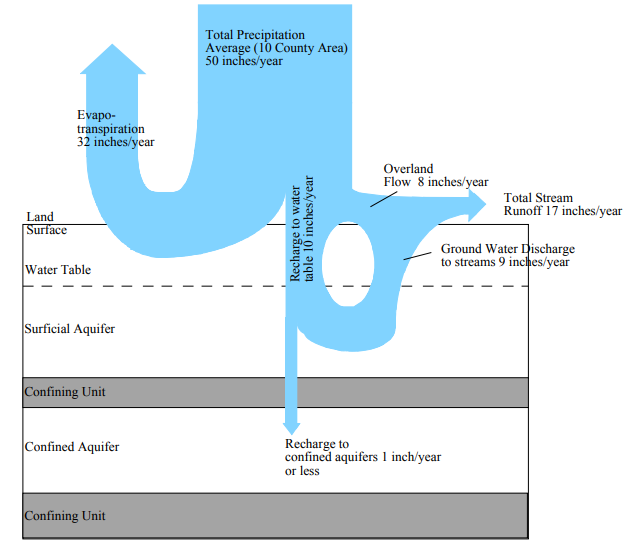 Total Precipitation
Average (10 County Area)
50 inches/year
Evapo-
transpiration
32 inches/year
Overland
Flow 8 inches/year
Total Stream
Runoff 17 inches/year
Recharge to water
table 10 inches/year
Land
Surface
Ground Water Discharge
to streams 9 inches/year
Water Table
Surficial Aquifer
Confining Unit
Confined Aquifer
Recharge to
confined aquifers 1 inch/year
or less
Confining Unit